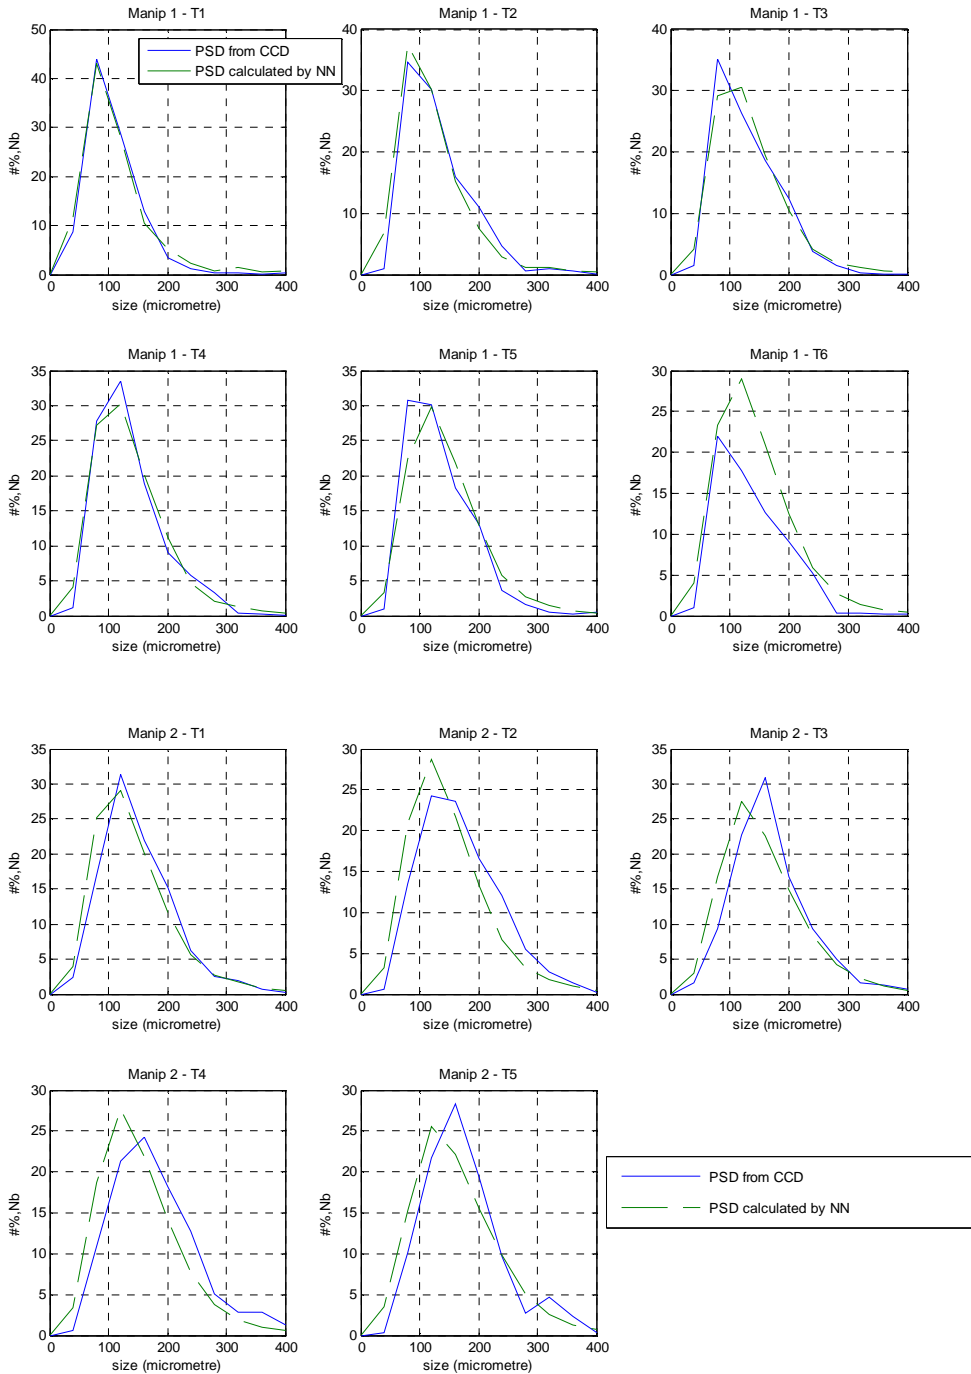 Manip 1 - T1
50
40
30
20
10
0
0 100 200 300 400
#%,Nb
size (micrometre)
PSD from CCD
PSD calculated by NN
Manip 1 - T2
40
30
20
10
0
0 100 200 300 400
#%,Nb
size (micrometre)
Manip 1 - T3
40
30
20
10
0
0 100 200 300 400
#%,Nb
size (micrometre)
Manip 1 - T4
35
30
25
20
15
10
5
0
0 100 200 300 400
#%,Nb
size (micrometre)
Manip 1 - T5
35
30
25
20
15
10
5
0
0 100 200 300 400
#%,Nb
size (micrometre)
Manip 1 - T6
30
25
20
15
10
5
0
0 100 200 300 400
#%,Nb
size (micrometre)
Manip 2 - T1
35
30
25
20
15
10
5
0
0 100 200 300 400
#%,Nb
size (micrometre)
Manip 2 - T2
30
25
20
15
10
5
0
0 100 200 300 400
#%,Nb
size (micrometre)
Manip 2 - T3
35
30
25
20
15
10
5
0
0 100 200 300 400
#%,Nb
size (micrometre)
Manip 2 - T4
30
25
20
15
10
5
0
0 100 200 300 400
#%,Nb
size (micrometre)
Manip 2 - T5
30
25
20
15
10
5
0
0 100 200 300 400
#%,Nb
size (micrometre)
PSD from CCD
PSD calculated by NN